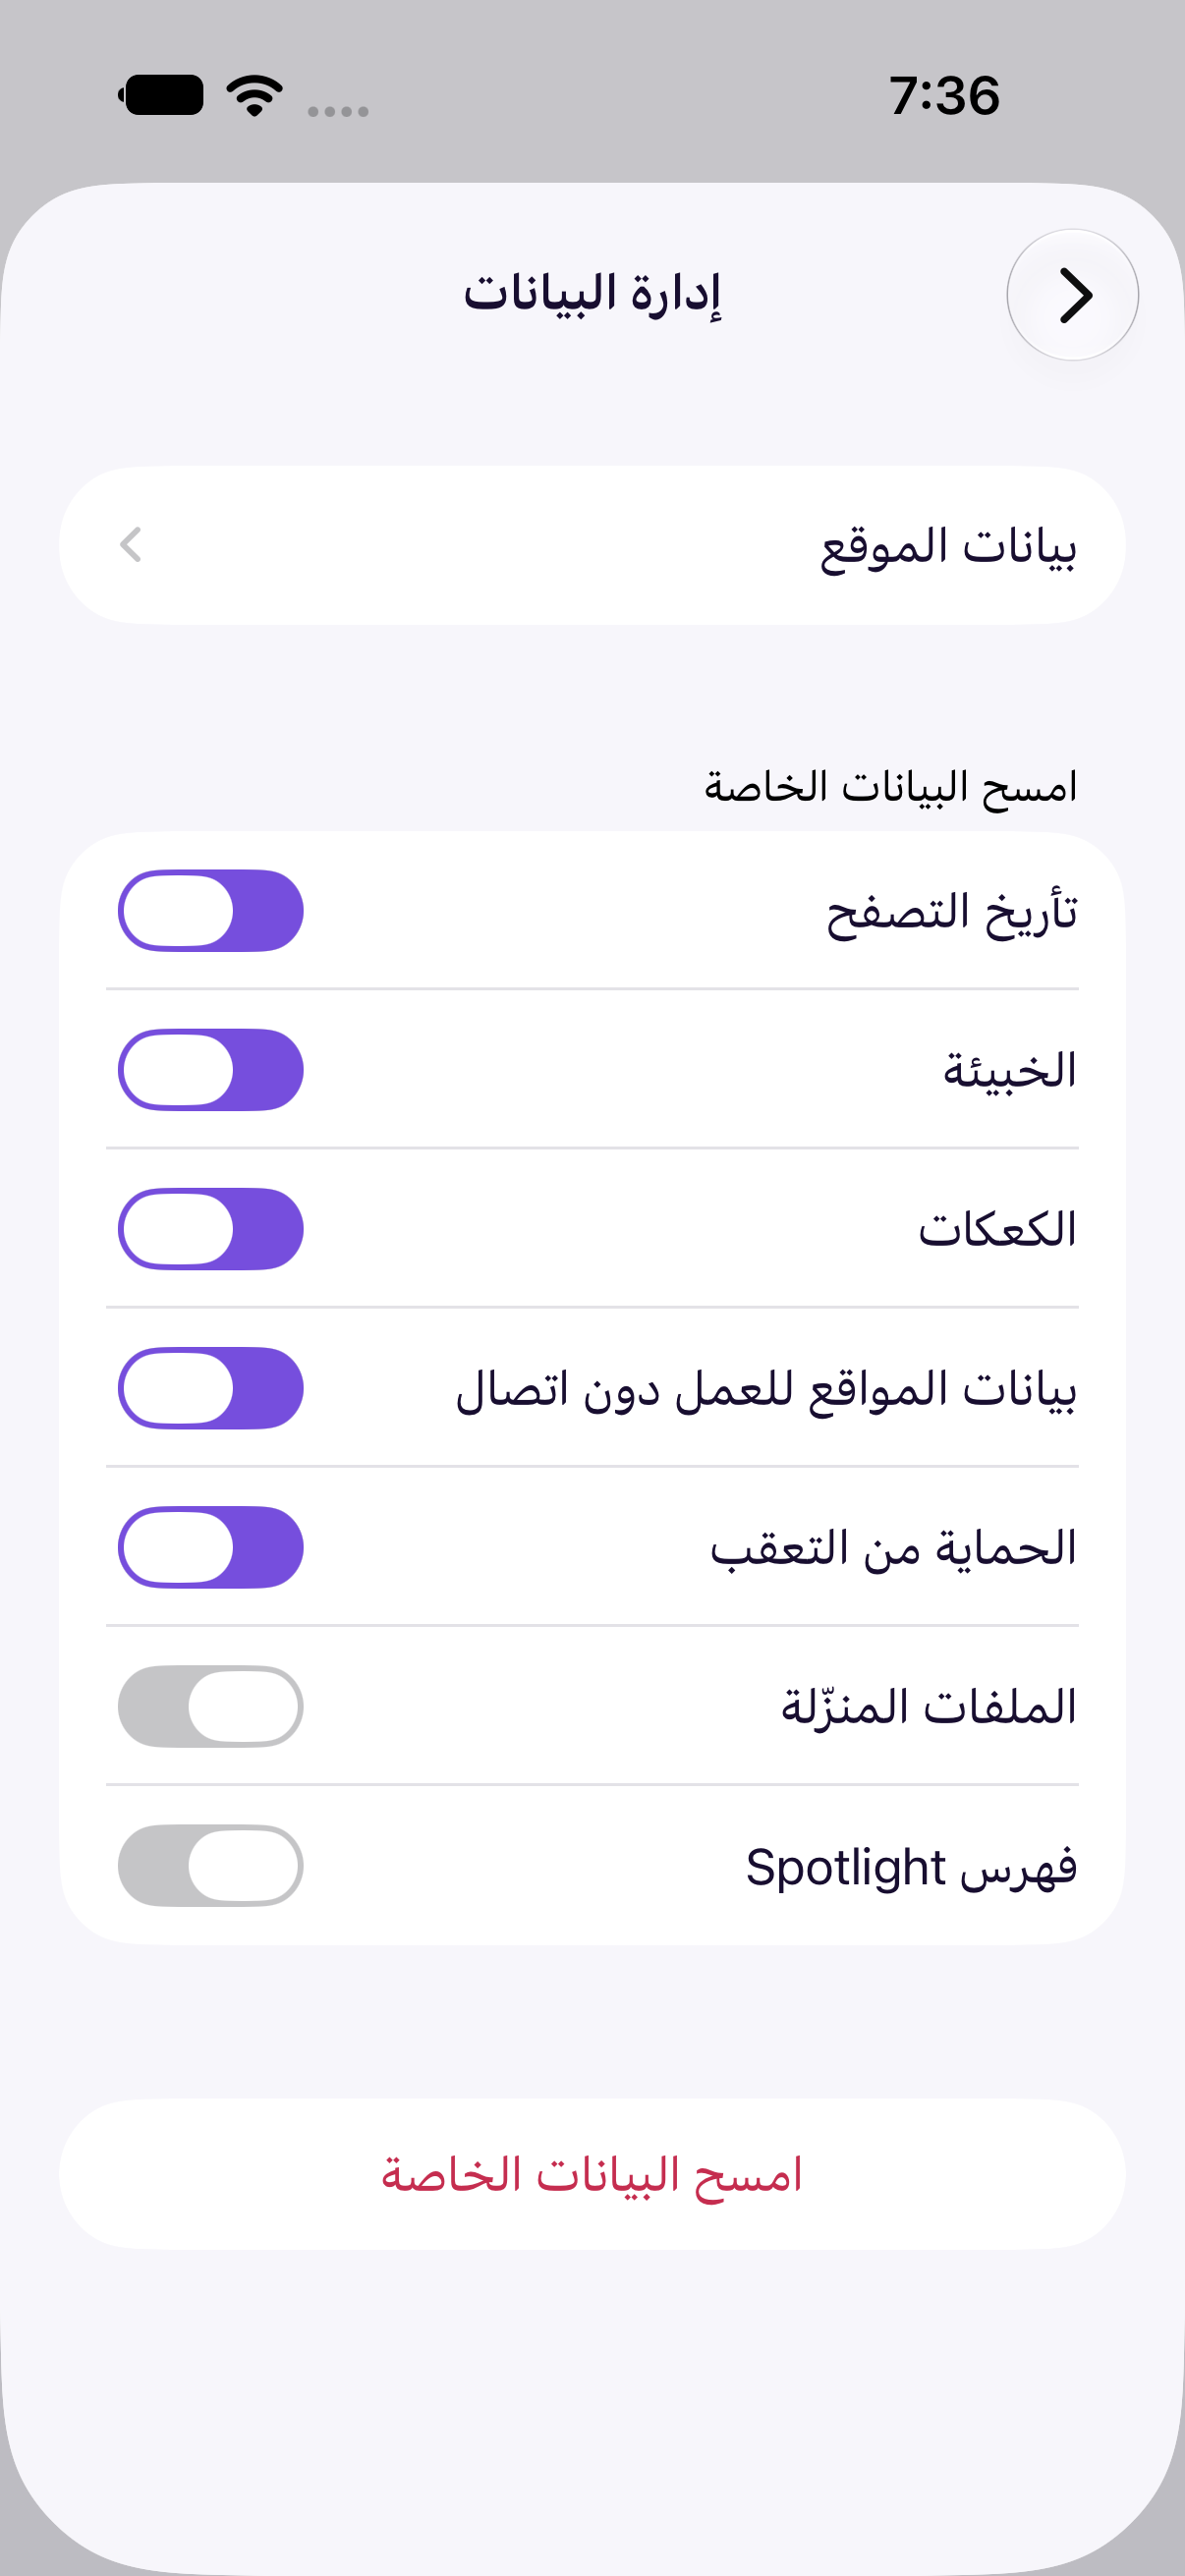 7:36
إدارة البيانات
بيانات الموقع
امسح البيانات الخاصة
تأريخ التصفح
الخبيئة
الكعكات
بيانات المواقع للعمل دون اتصال
الحماية من التعقب
الملفات المنزّلة
فهرس Spotlight
امسح البيانات الخاصة